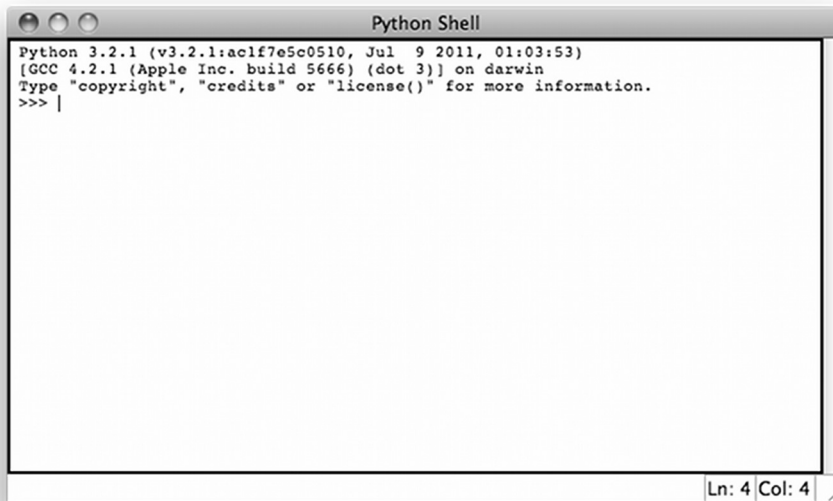 Python Shell
Python 3.2.1 (v3.2.1:ac1f7e5c0510, Jul  9 2011, 01:03:53)
[GCC 4.2.1 (Apple Inc. build 5666) (dot 3)] on darwin
Type "copyright", "credits" or "license()" for more information.
>>>
Ln: 4 Col: 4